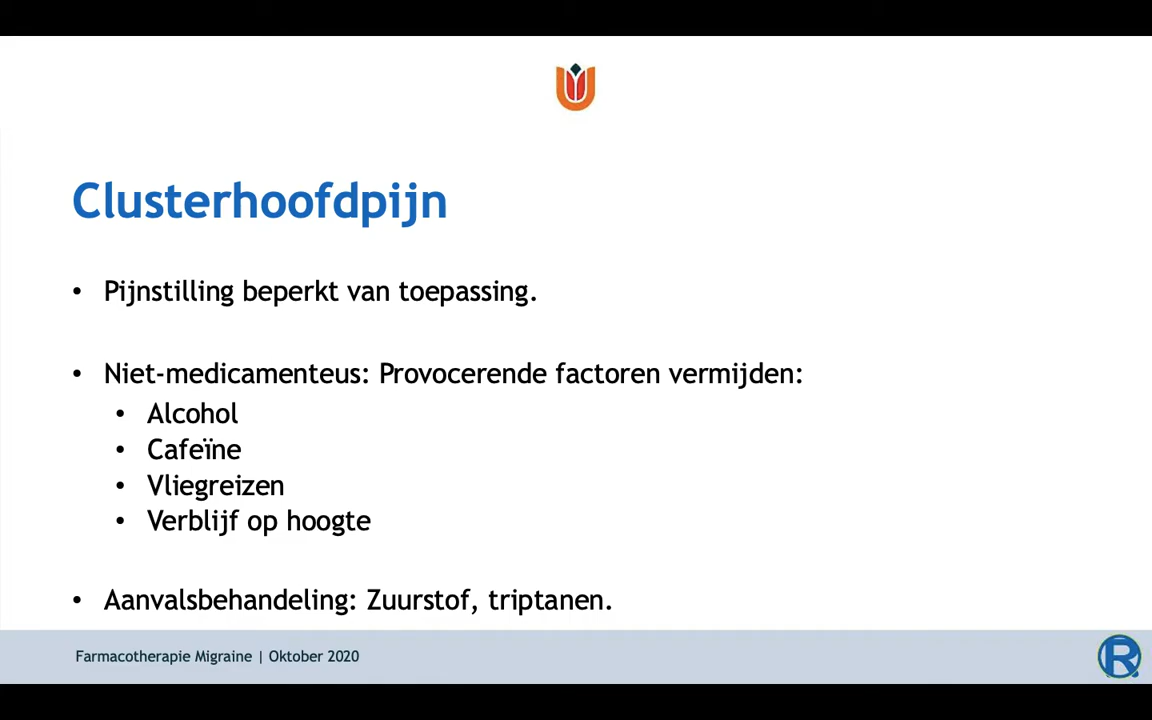 Clusterhoofdpijn
• Pijnstilling beperkt van toepassing.
• Niet-medicamenteus: Provocerende factoren vermijden:
• Alcohol
• Cafeïne
• Vliegreizen
• Verblijf op hoogte
• Aanvalsbehandeling: Zuurstof, triptanen.
Farmacotherapie Migraine | Oktober 2020
R